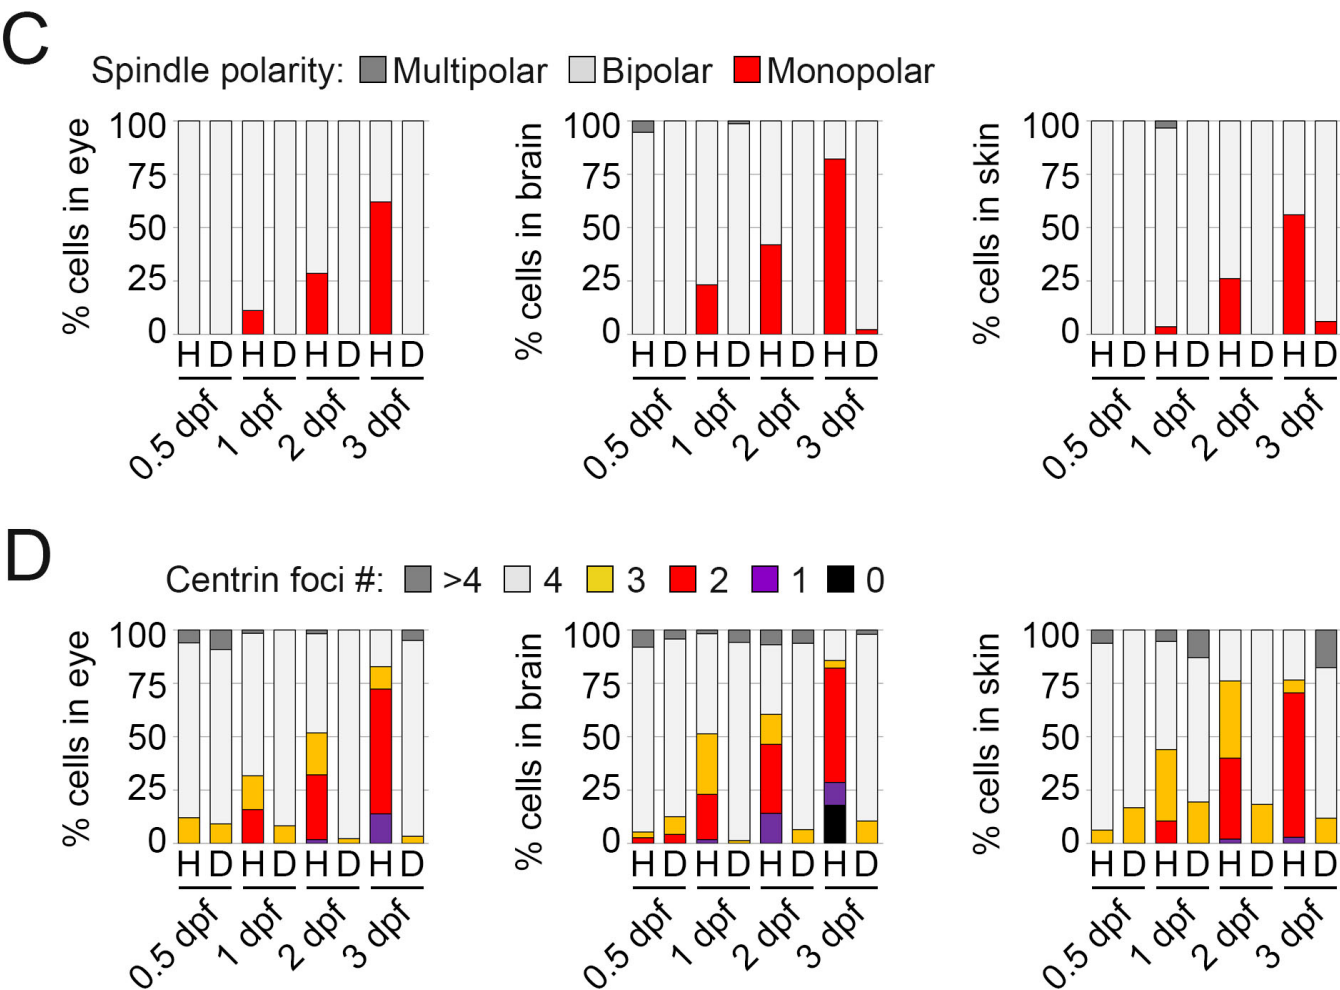 C
Spindle polarity: Multipolar Bipolar Monopolar
% cells in eye
100
75
50
25
0
H D H D H D H D
0.5 dpf 1 dpf 2 dpf 3 dpf
% cells in brain
100
75
50
25
0
H D H D H D H D
0.5 dpf 1 dpf 2 dpf 3 dpf
% cells in skin
100
75
50
25
0
H D H D H D H D
0.5 dpf 1 dpf 2 dpf 3 dpf
D
Centrin foci #: >4 4 3 2 1 0
% cells in eye
100
75
50
25
0
H D H D H D H D
0.5 dpf 1 dpf 2 dpf 3 dpf
% cells in brain
100
75
50
25
0
H D H D H D H D
0.5 dpf 1 dpf 2 dpf 3 dpf
% cells in skin
100
75
50
25
0
H D H D H D H D
0.5 dpf 1 dpf 2 dpf 3 dpf